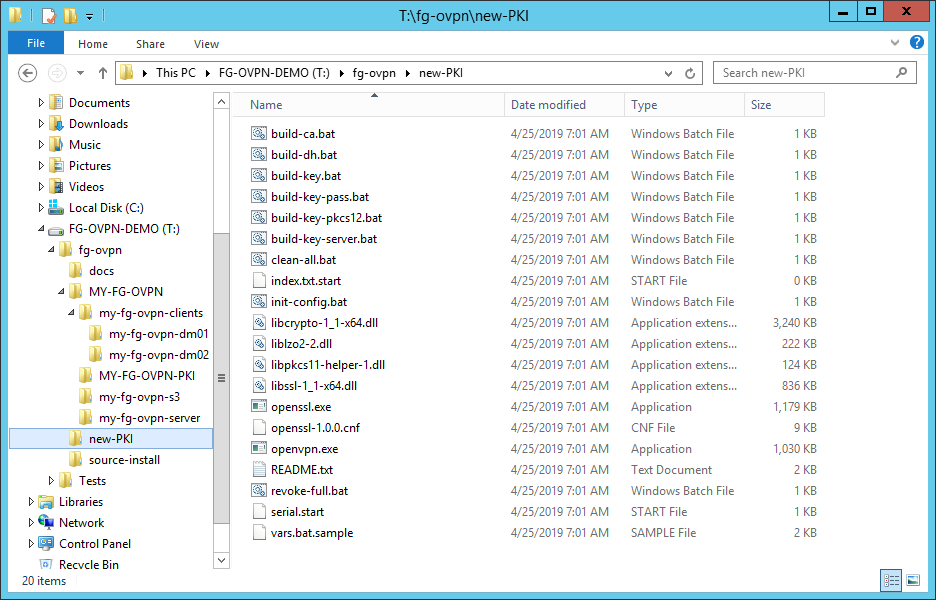 T:\fg-ovpn\new-PKI
File Home Share View
This PC FG-OVPN-DEMO (T:) fg-ovpn new-PKI
Search new-PKI
Documents
Downloads
Music
Pictures
Videos
Local Disk (C:)
FG-OVPN-DEMO (T:)
fg-ovpn
docs
MY-FG-OVPN
my-fg-ovpn-clients
my-fg-ovpn-dm01
my-fg-ovpn-dm02
MY-FG-OVPN-PKI
my-fg-ovpn-s3
my-fg-ovpn-server
new-PKI
source-install
Tests
Libraries
Network
Control Panel
Recycle Bin
Name Date modified Type Size
build-ca.bat 4/25/2019 7:01 AM Windows Batch File 1 KB
build-dh.bat 4/25/2019 7:01 AM Windows Batch File 1 KB
build-key.bat 4/25/2019 7:01 AM Windows Batch File 1 KB
build-key-pass.bat 4/25/2019 7:01 AM Windows Batch File 1 KB
build-key-pkcs12.bat 4/25/2019 7:01 AM Windows Batch File 1 KB
build-key-server.bat 4/25/2019 7:01 AM Windows Batch File 1 KB
clean-all.bat 4/25/2019 7:01 AM Windows Batch File 1 KB
index.txt.start 4/25/2019 7:01 AM START File 0 KB
init-config.bat 4/25/2019 7:01 AM Windows Batch File 1 KB
libcrypto-1_1-x64.dll 4/25/2019 7:01 AM Application extens... 3,240 KB
liblzo2-2.dll 4/25/2019 7:01 AM Application extens... 222 KB
libpkcs11-helper-1.dll 4/25/2019 7:01 AM Application extens... 124 KB
libssl-1_1-x64.dll 4/25/2019 7:01 AM Application extens... 836 KB
openssl.exe 4/25/2019 7:01 AM Application 1,179 KB
openssl-1.0.0.cnf 4/25/2019 7:01 AM CNF File 9 KB
openvpn.exe 4/25/2019 7:01 AM Application 1,030 KB
README.txt 4/25/2019 7:01 AM Text Document 2 KB
revoke-full.bat 4/25/2019 7:01 AM Windows Batch File 1 KB
serial.start 4/25/2019 7:01 AM START File 1 KB
vars.bat.sample 4/25/2019 7:01 AM SAMPLE File 2 KB
20 items